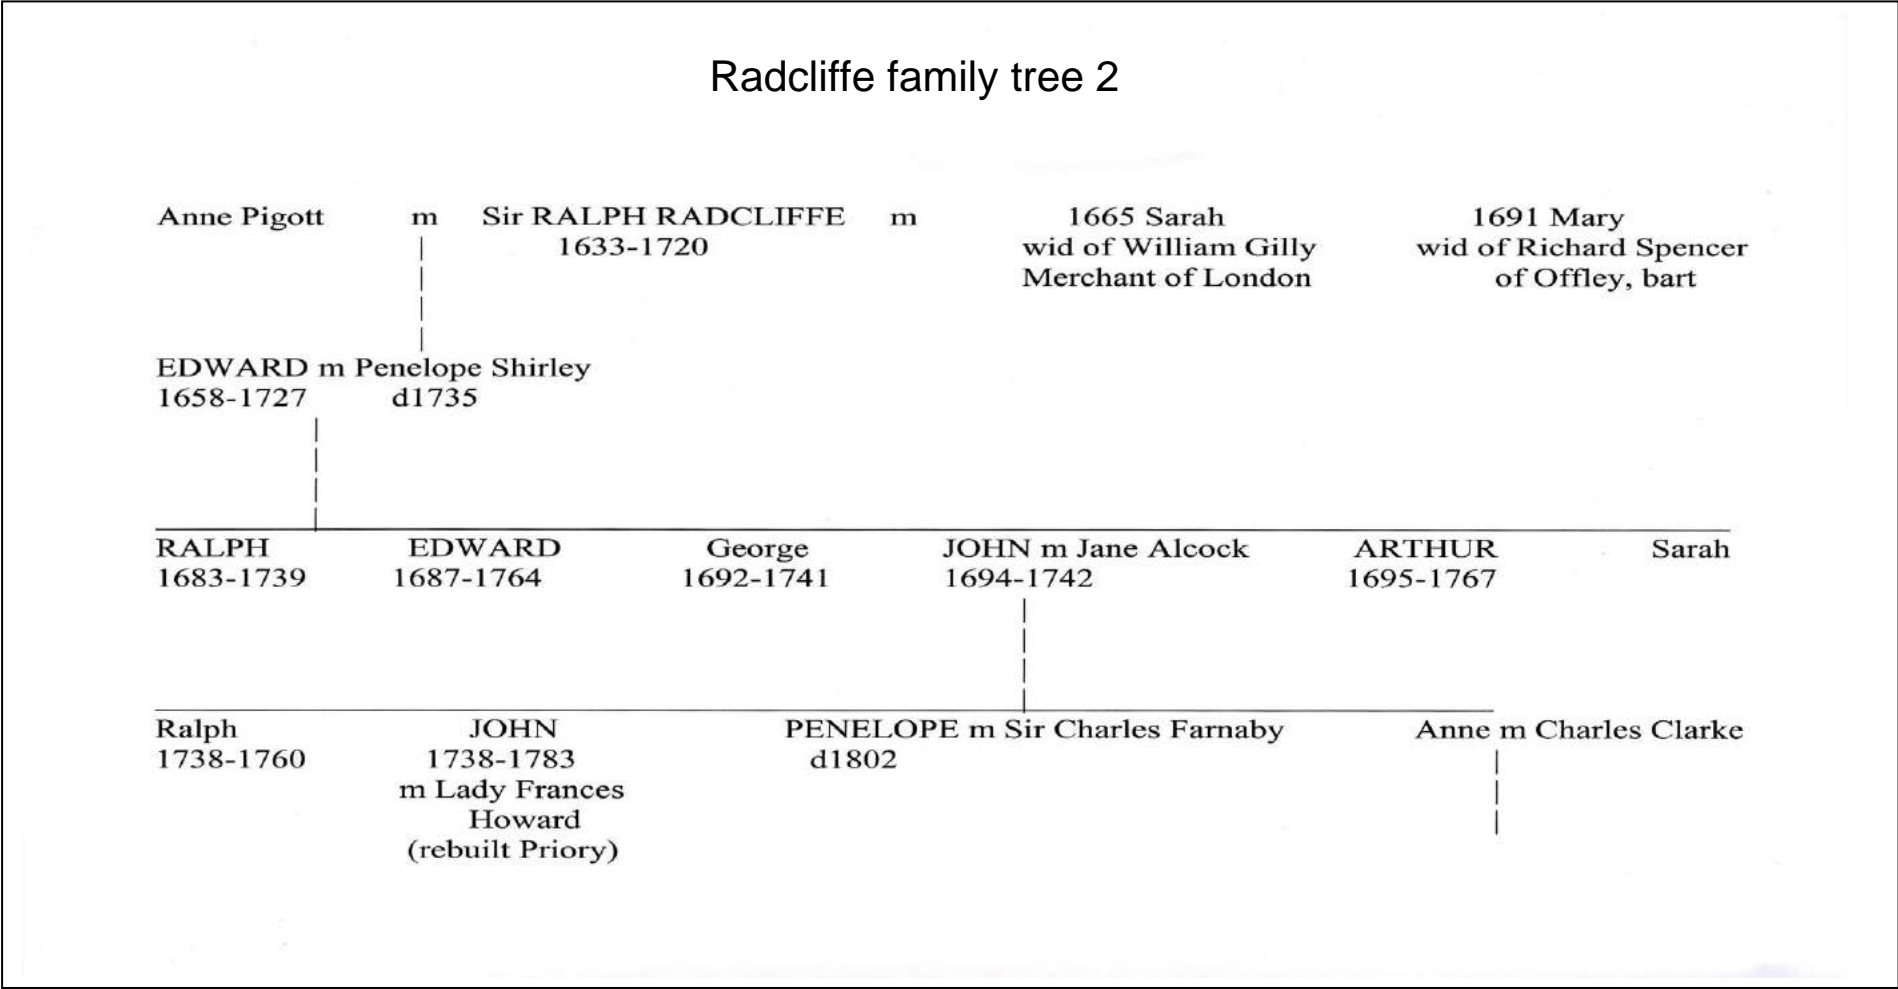 Radcliffe family tree 2
Anne Pigott m Sir RALPH RADCLIFFE m 1665 Sarah 1691 Mary
1633-1720 wid of William Gilly wid of Richard Spencer
Merchant of London of Offley, bart
EDWARD m Penelope Shirley
1658-1727 d1735
RALPH EDWARD George JOHN m Jane Alcock ARTHUR Sarah
1683-1739 1687-1764 1692-1741 1694-1742 1695-1767
Ralph JOHN PENELOPE m Sir Charles Farnaby Anne m Charles Clarke
1738-1760 1738-1783 d1802
m Lady Frances
Howard
(rebuilt Priory)